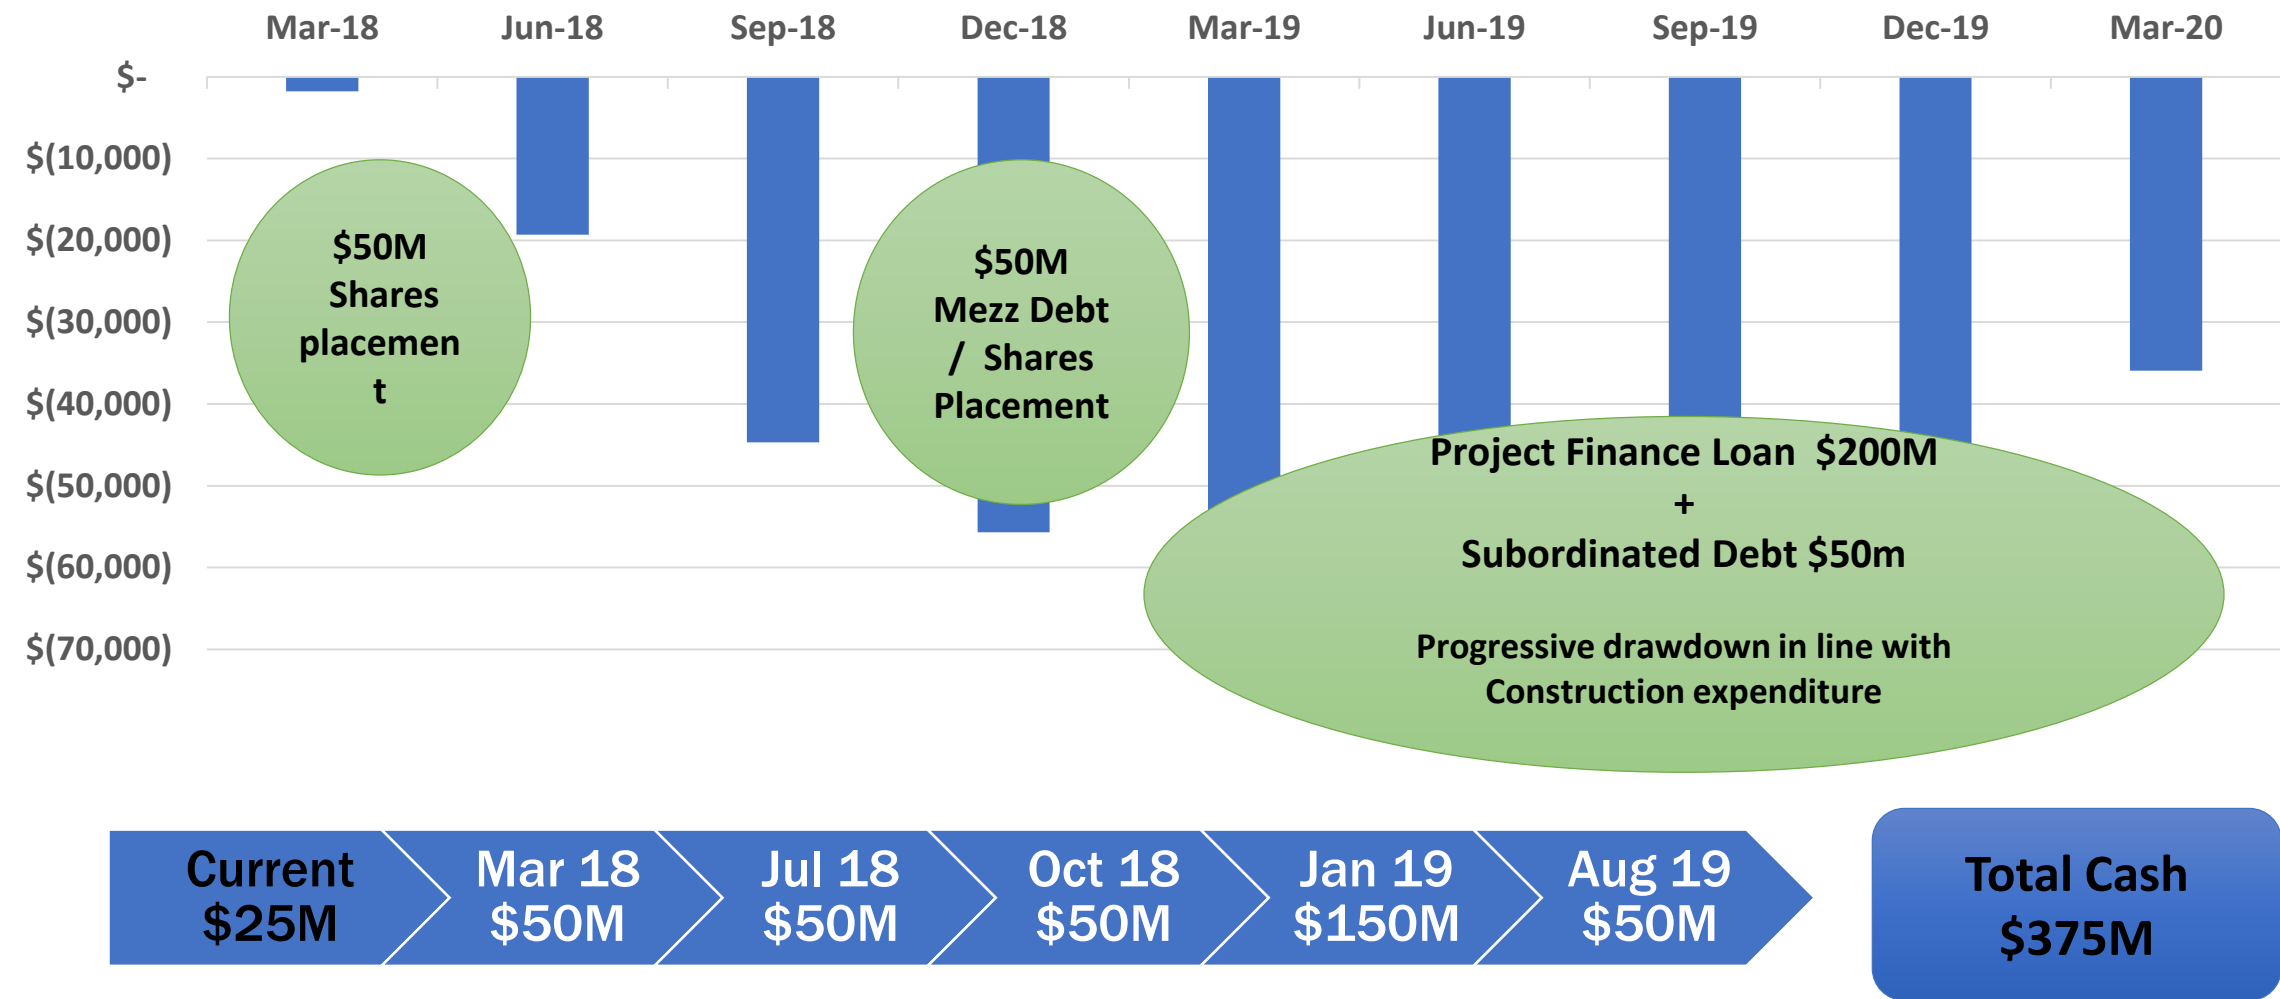 Mar-18 Jun-18 Sep-18 Dec-18 Mar-19 Jun-19 Sep-19 Dec-19 Mar-20
$-
$(10,000)
$(20,000)
$(30,000)
$(40,000)
$(50,000)
$(60,000)
$(70,000)
$50M
Shares
placemen
t
$50M
Mezz Debt
/ Shares
Placement
Project Finance Loan $200M
+
Subordinated Debt $50m
Progressive drawdown in line with
Construction expenditure
Current
$25M
Mar 18
$50M
Jul 18
$50M
Oct 18
$50M
Jan 19
$150M
Aug 19
$50M
Total Cash
$375M